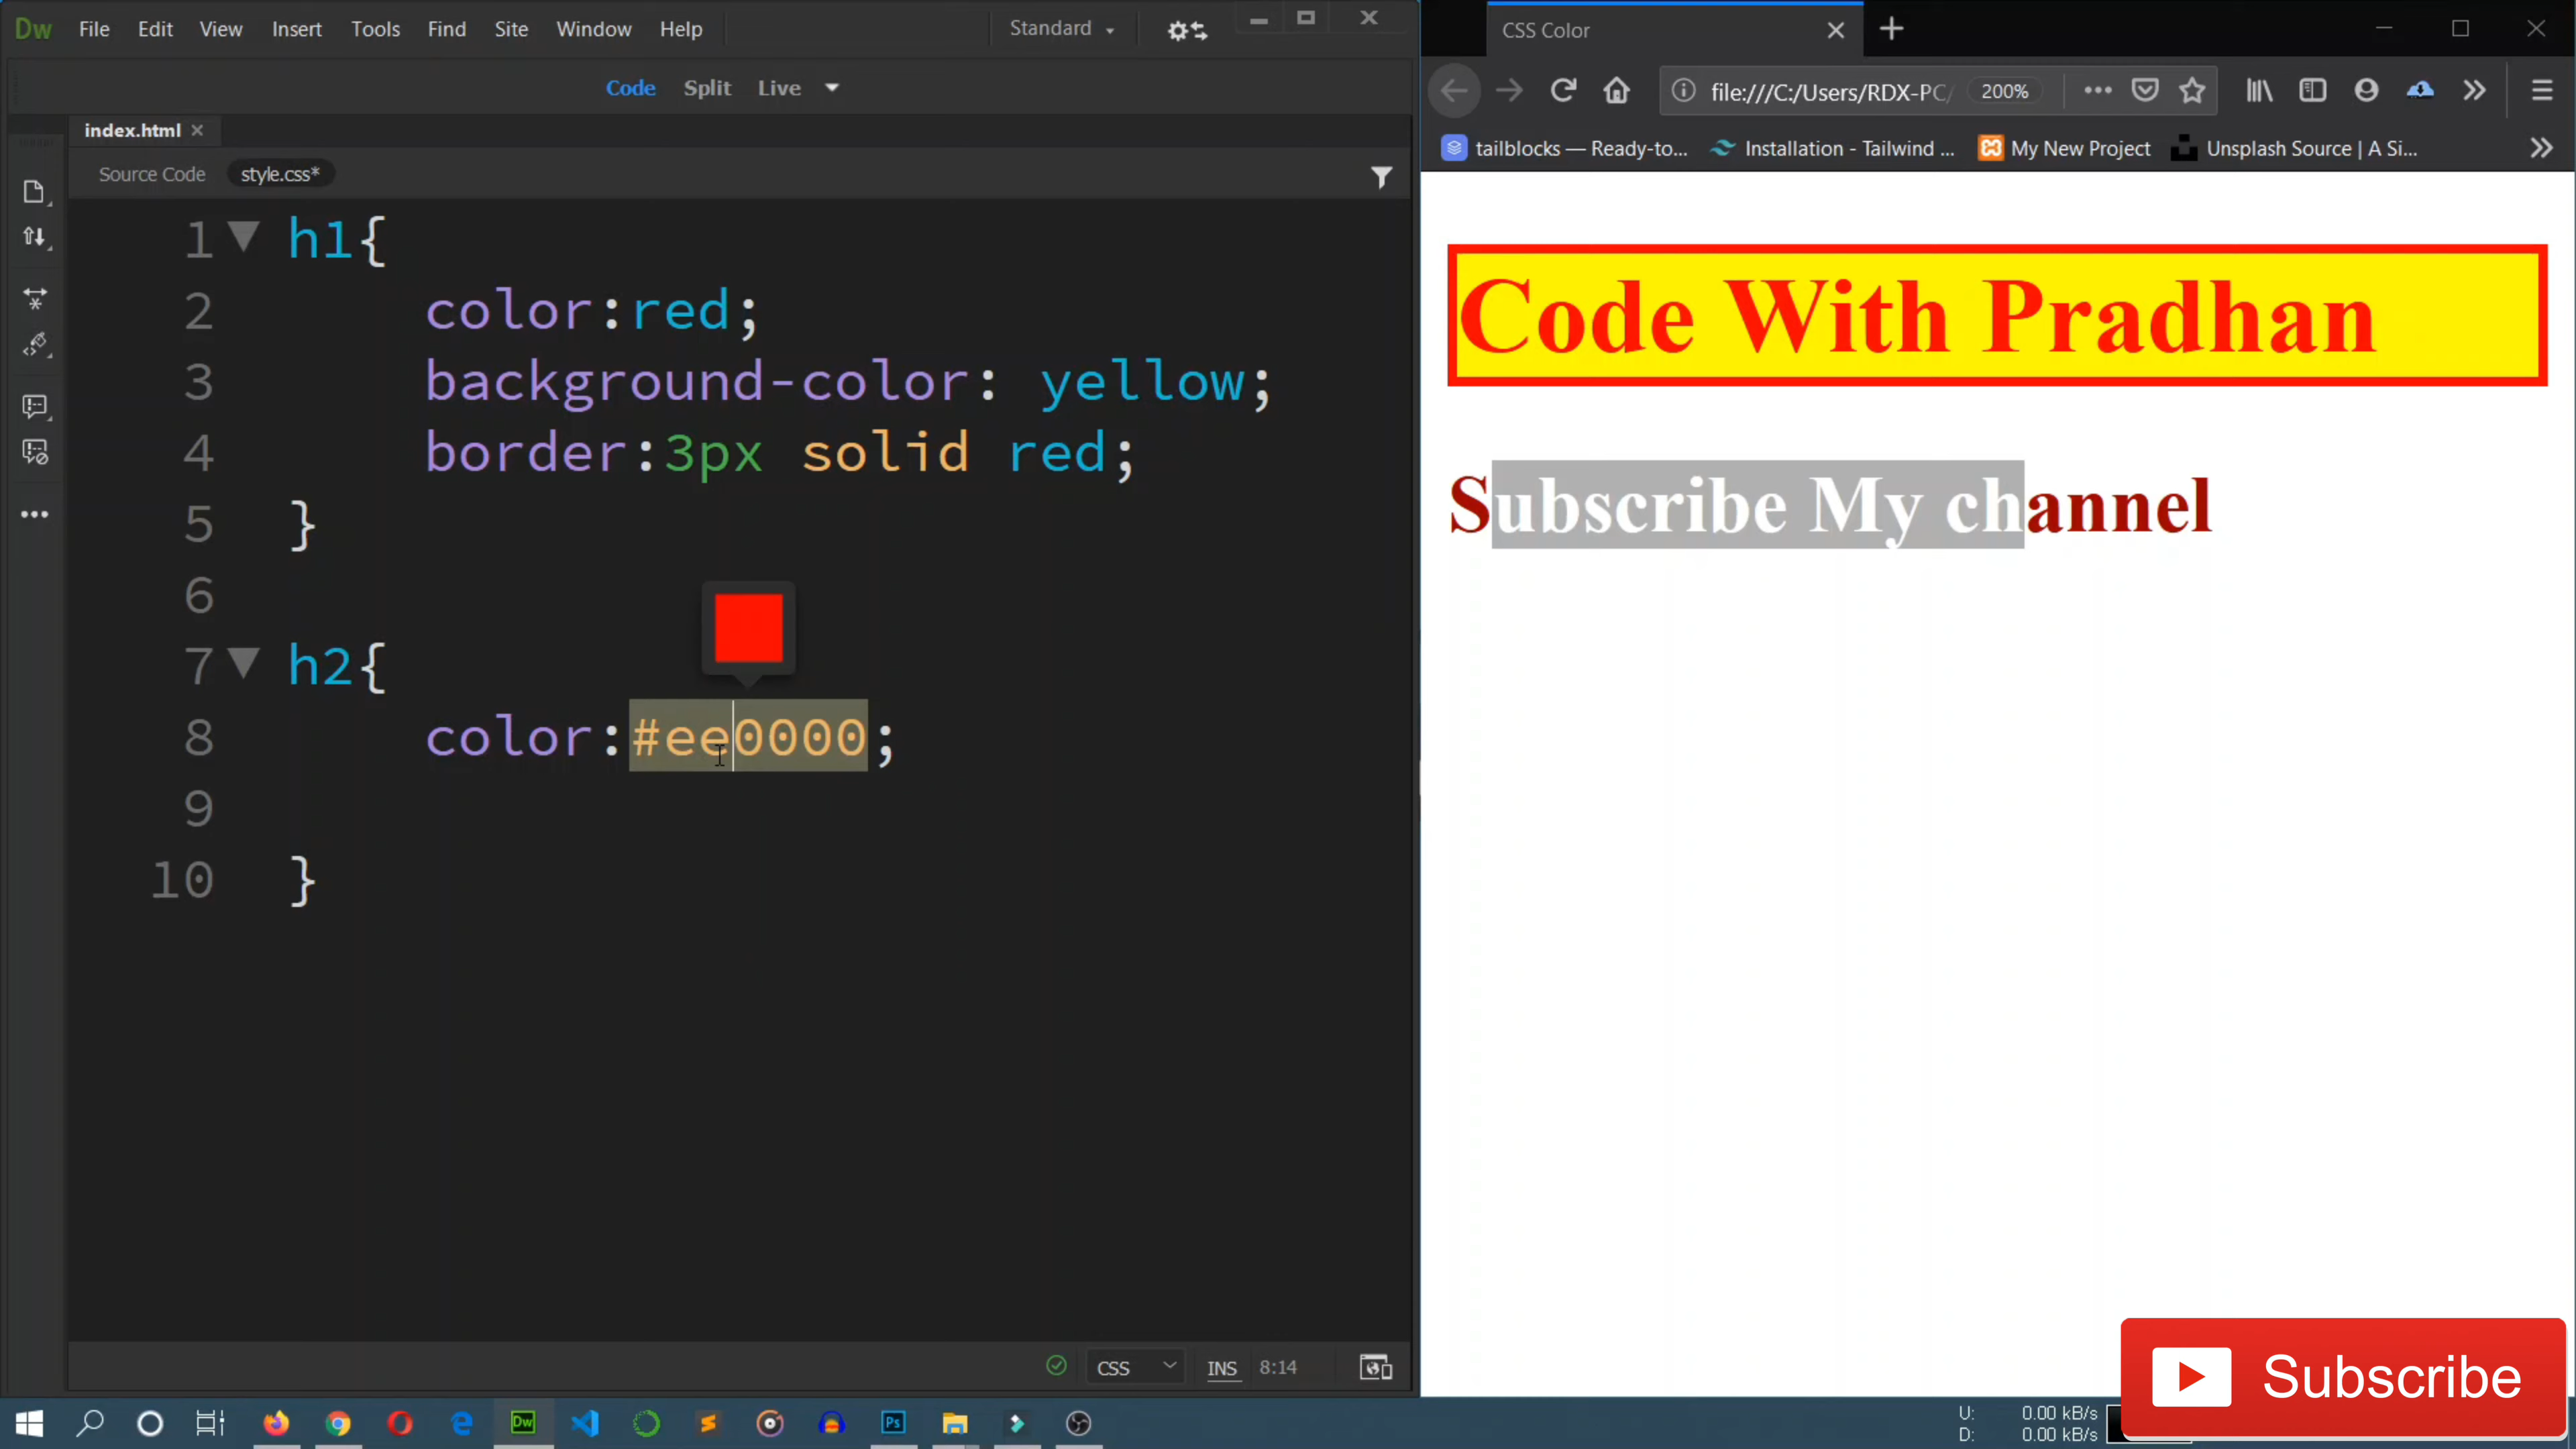 Dw File Edit View Insert Tools Find Site Window Help Standard
Code Split Live
index.html
Source Code style.css*
1 h1{
2 color:red;
3 background-color: yellow;
4 border:3px solid red;
5 }
6
7 h2{
8 color:#ee0000;
9
10 }
CSS INS 8:14
CSS Color
file:///C:/Users/RDX-PC/ 200%
tailblocks — Ready-to... Installation - Tailwind ... My New Project Unsplash Source | A Si...
Code With Pradhan
Subscribe My channel
Subscribe
Dw Ps
U: 0.00 kB/s
D: 0.00 kB/s